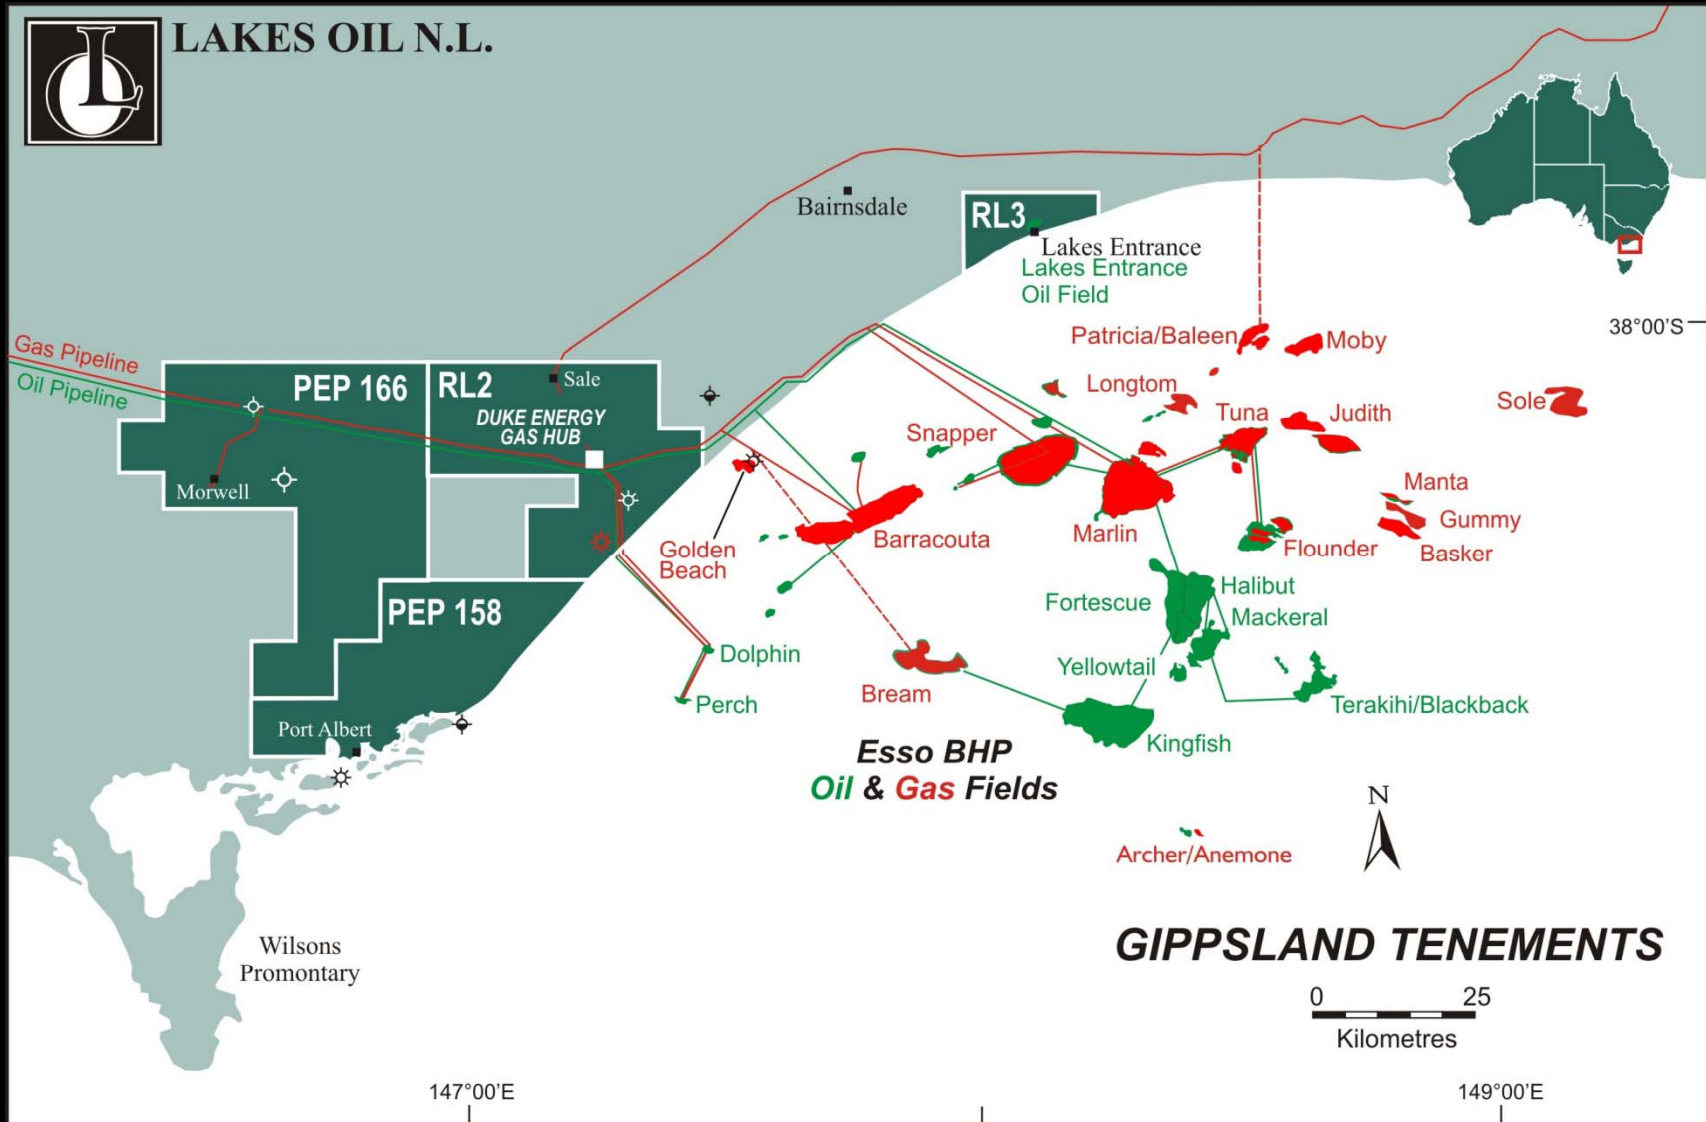 LAKES OIL N.L.
Bairnsdale
RL3
Lakes Entrance
Lakes Entrance
Oil Field
38°00'S
Gas Pipeline
Oil Pipeline
PEP 166
RL2
Sale
DUKE ENERGY
GAS HUB
Morwell
PEP 158
Port Albert
Wilsons
Promontary
Patricia/Baleen
Moby
Longtom
Tuna
Judith
Sole
Snapper
Manta
Gummy
Basker
Marlin
Flounder
Golden
Beach
Barracouta
Fortescue
Halibut
Mackeral
Dolphin
Perch
Bream
Yellowtail
Terakihi/Blackback
Kingfish
Esso BHP
Oil & Gas Fields
N
Archer/Anemone
GIPPSLAND TENEMENTS
0 25
Kilometres
147°00'E
149°00'E